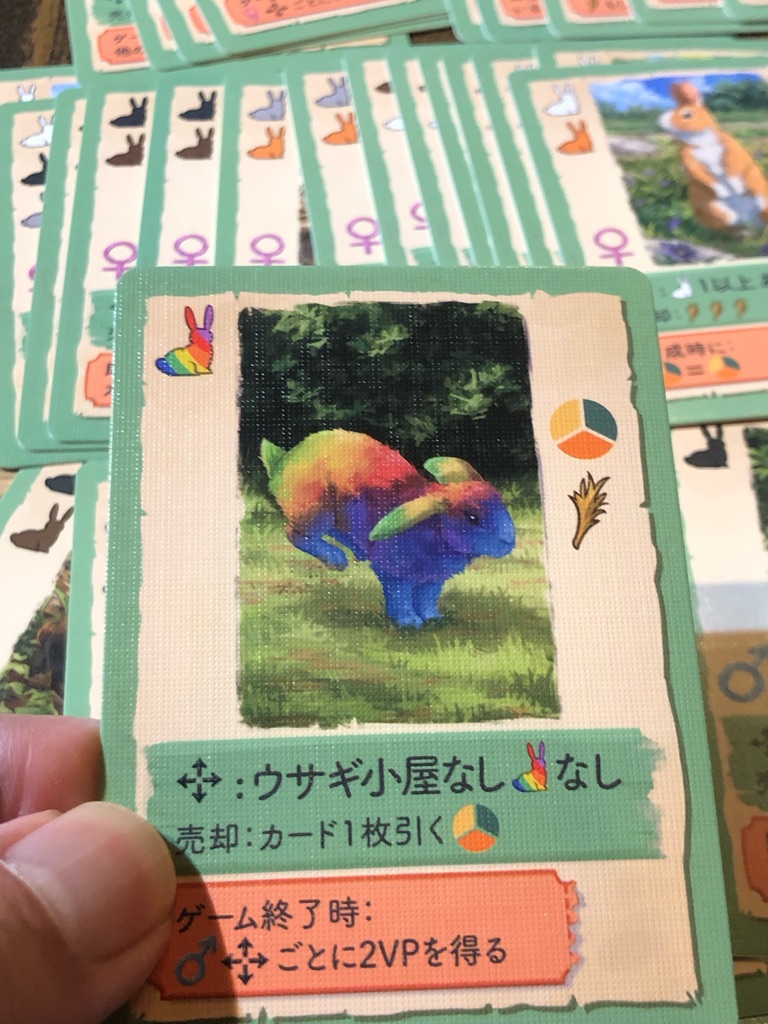 1以上
成時に:
=
:ウサギ小屋なし なし
売却:カード1枚引く
ゲーム終了時:
♂ ごとに2VPを得る